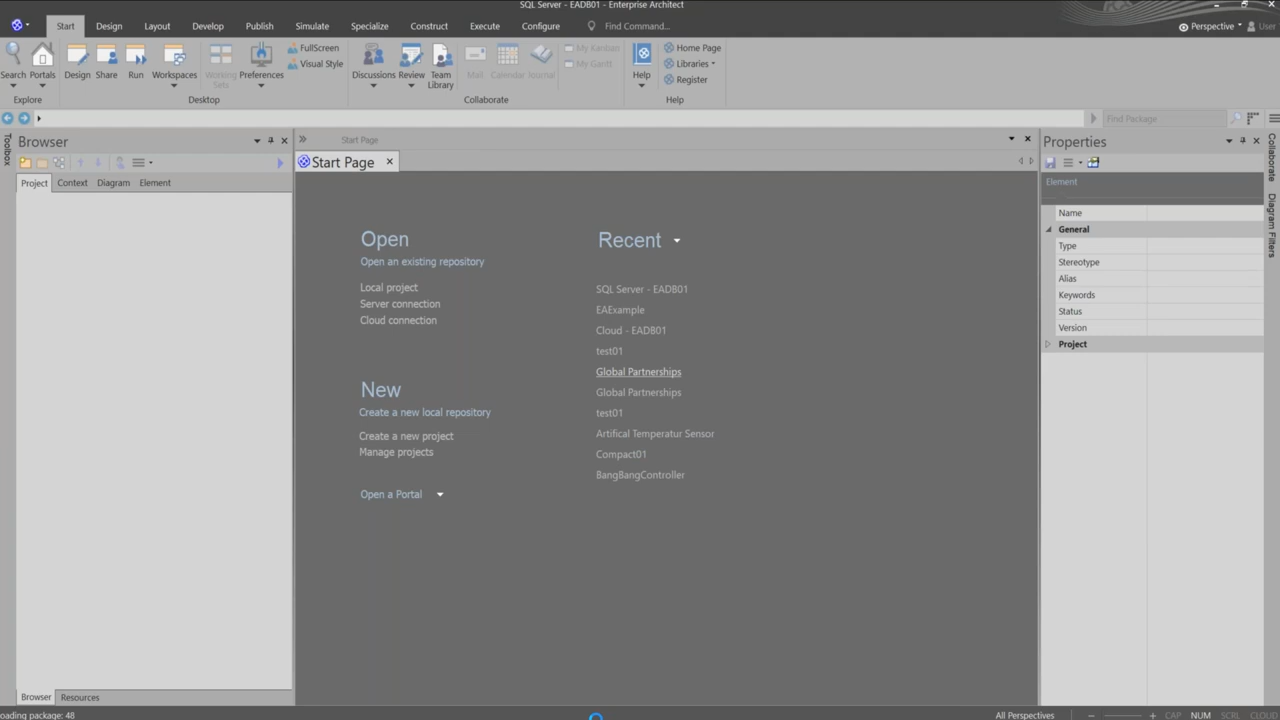 SQL Server - EADB01 - Enterprise Architect
Start Design Layout Develop Publish Simulate Specialize Construct Execute Configure Find Command... Perspective User
Search Portals Design Share Run Workspaces Working Sets Preferences FullScreen Visual Style Discussions Review Team Library Mail Calendar Journal My Kanban My Gantt Help Home Page Libraries Register
Explore Desktop Collaborate Help
Find Package
Toolbox
Browser
Project Context Diagram Element
Start Page
Start Page
Open
Open an existing repository
Local project
Server connection
Cloud connection
New
Create a new local repository
Create a new project
Manage projects
Open a Portal
Recent
SQL Server - EADB01
EAExample
Cloud - EADB01
test01
Global Partnerships
Global Partnerships
test01
Artifical Temperatur Sensor
Compact01
BangBangController
Properties
Element
Name
General
Type
Stereotype
Alias
Keywords
Status
Version
Project
Collaborate
Diagram Filters
Browser Resources
oading package: 48
All Perspectives CAP NUM SCRL CLOUD